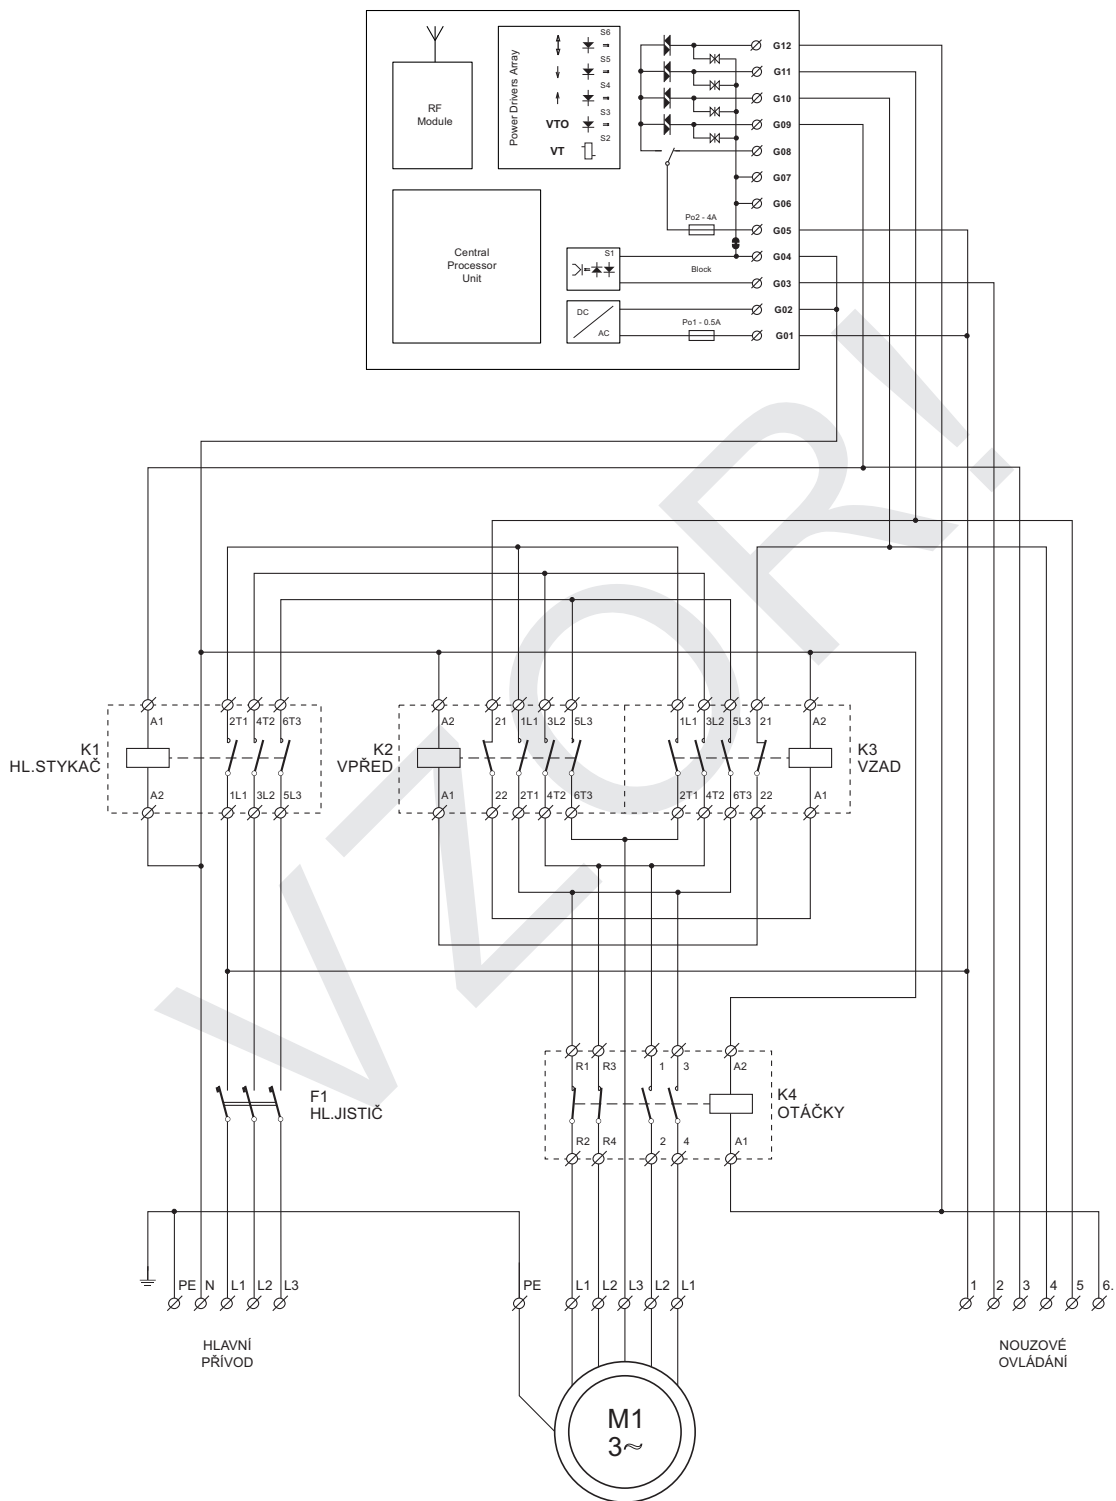 S6
G12
S5
G11
S4
G10
RF
Module
Power Drivers Array
S3
VTO
G09
S2
VT
G08
G07
G06
Po2 - 4A
G05
S1
G04
Central
Processor
Unit
Block
G03
DC
AC
G02
Po1 - 0.5A
G01
VZOR!
A1
2T1
4T2
6T3
K1
HL.STYKAČ
A2
1L1
3L2
5L3
A2
21
1L1
3L2
5L3
K2
VPŘED
A1
22
2T1
4T2
6T3
1L1
3L2
5L3
21
A2
K3
VZAD
2T1
4T2
6T3
22
A1
F1
HL.JISTIČ
R1
R3
1
3
A2
K4
OTÁČKY
R2
R4
2
4
A1
PE
N
L1
L2
L3
HLAVNÍ
PŘÍVOD
PE
L1
L2
L3
L2
L1
1
2
3
4
5
6.
NOUZOVÉ
OVLÁDÁNÍ
M1
3~